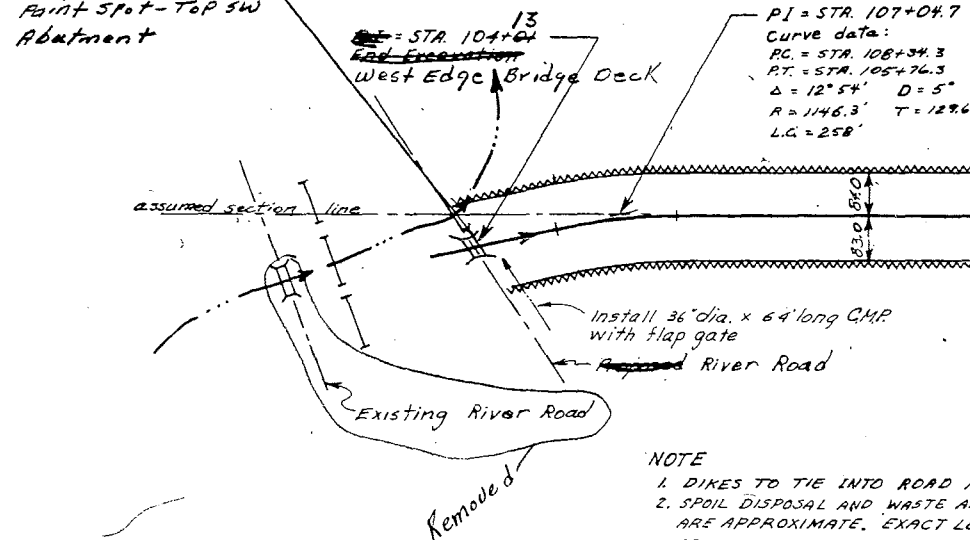 Paint Spot-Top SW
Abutment
13
= STA. 104+01
End Excavation
West Edge Bridge Deck
PI = STA. 107+04.7
Curve data:
P.C. = STA. 108+34.3
P.T. = STA. 105+76.3
Δ = 12°54' D = 5°
R = 1146.3' T = 129.6
L.C. = 258'
assumed section line
84.0
83.0
Install 36" dia. x 64' long C.M.P.
with flap gate
River Road
Existing River Road
Removed
NOTE
1. DIKES TO TIE INTO ROAD
2. SPOIL DISPOSAL AND WASTE
ARE APPROXIMATE. EXACT